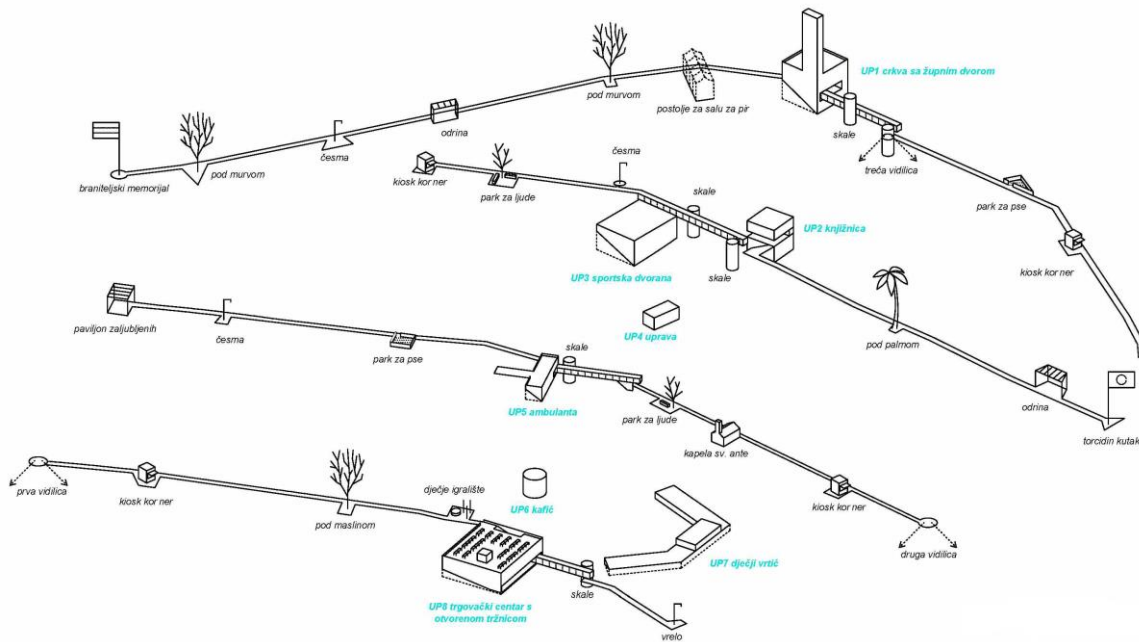 UP1 crkva sa župnim dvorom
pod murvom
postolje za salu za pir
odrina
skale
česma
treća vidilica
česma
pod murvom
kiosk kor ner
braniteljski memorijal
park za ljude
skale
park za pse
UP2 knjižnica
kiosk kor ner
UP3 sportska dvorana
skale
paviljon zaljubljenih
UP4 uprava
česma
pod palmom
skale
park za pse
odrina
UP5 ambulanta
park za ljude
torcidin kutak
kapela sv. ante
dječje igralište
prva vidilica
kiosk kor ner
kiosk kor ner
UP6 kafić
pod maslinom
druga vidilica
UP7 dječji vrtić
UP8 trgovački centar s
otvorenom tržnicom
skale
vrelo